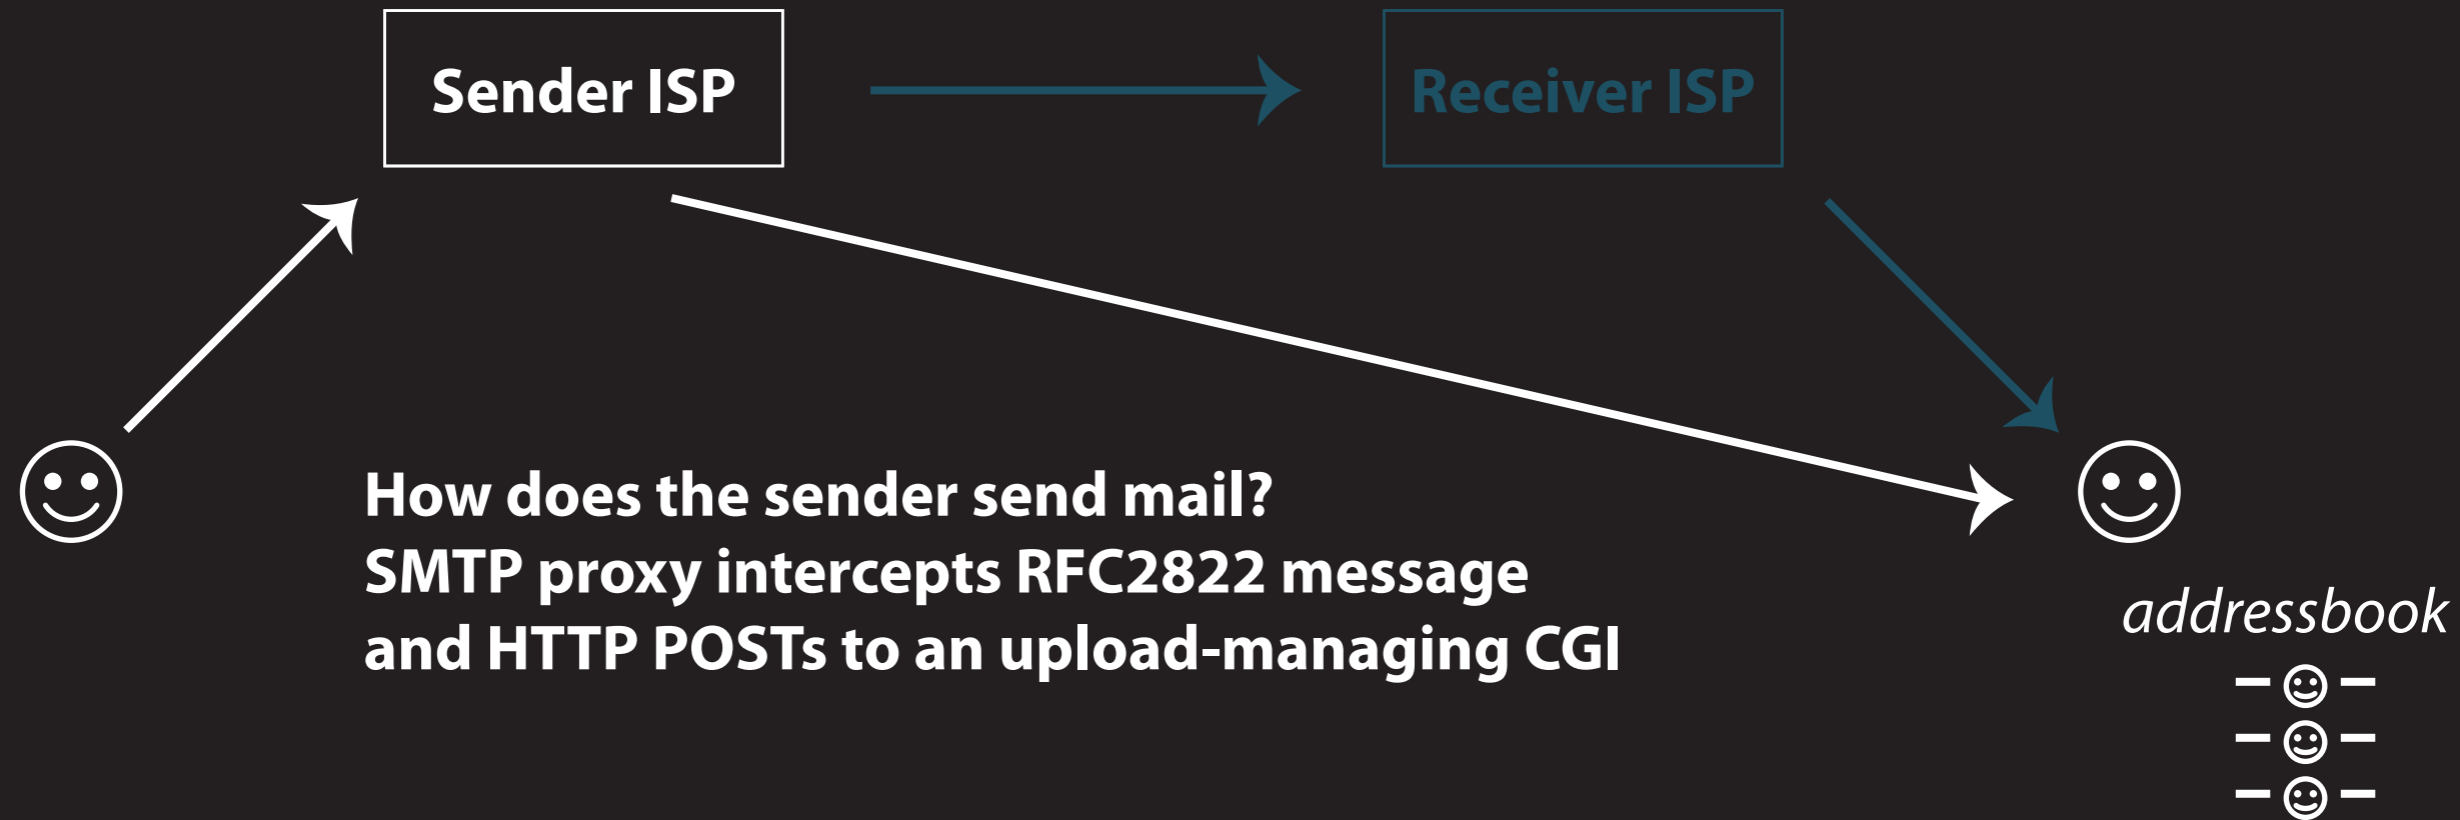 Sender ISP
Receiver ISP
How does the sender send mail?
SMTP proxy intercepts RFC2822 message
and HTTP POSTs to an upload-managing CGI
addressbook